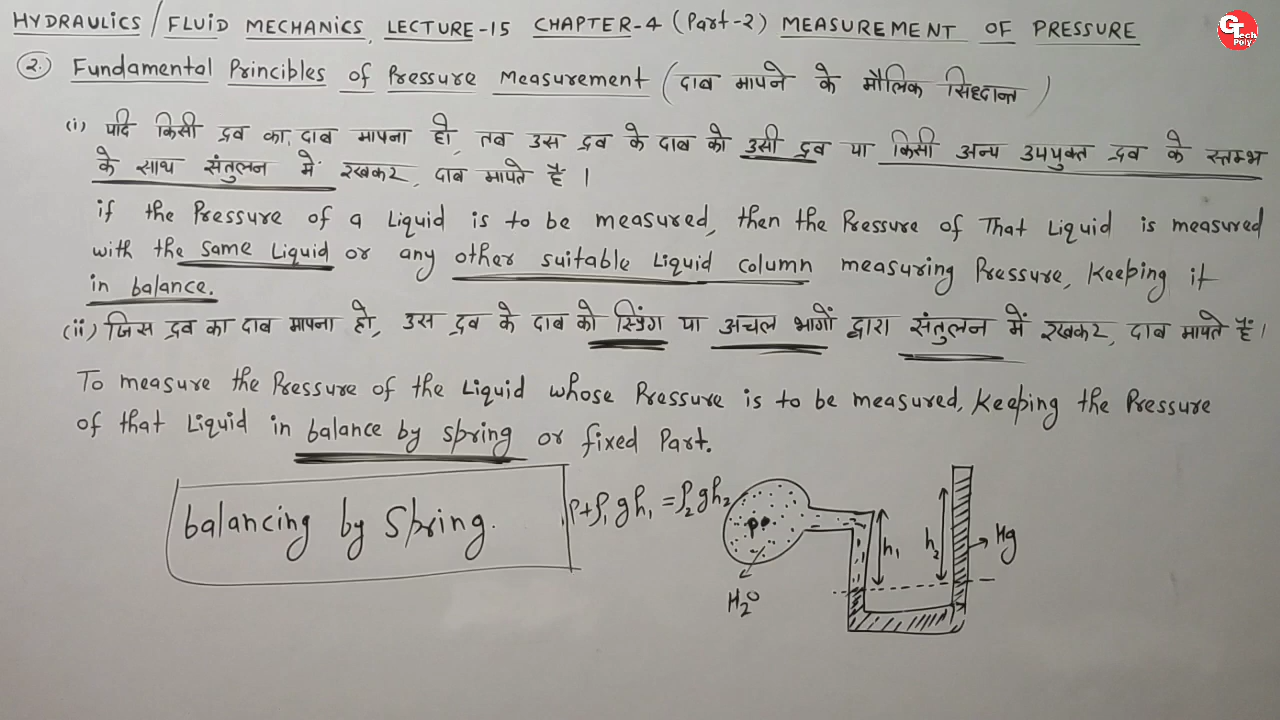 HYDRAULICS/FLUID MECHANICS, LECTURE-15 CHAPTER-4 (Part-2) MEASUREMENT OF PRESSURE
GTech Poly
2. Fundamental Principles of Pressure Measurement (दाब मापने के मौलिक सिद्धान्त)
(i) यदि किसी द्रव का दाब मापना हो, तब उस द्रव के दाब को उसी द्रव या किसी अन्य उपयुक्त द्रव के स्तम्भ
के साथ संतुलन में रखकर, दाब मापते हैं।
if the Pressure of a Liquid is to be measured, then the Pressure of That Liquid is measured
with the same Liquid or any other suitable Liquid column measuring Pressure, Keeping it
in balance.
(ii) जिस द्रव का दाब मापना हो, उस द्रव के दाब को स्प्रिंग या अचल भागों द्वारा संतुलन में रखकर, दाब मापते हैं।
To measure the Pressure of the Liquid whose Pressure is to be measured, Keeping the Pressure
of that Liquid in balance by spring or fixed Part.
balancing by Spring.
P+ρ₁gh₁ = ρ₂gh₂
P
h₁
h₂
Hg
H₂O